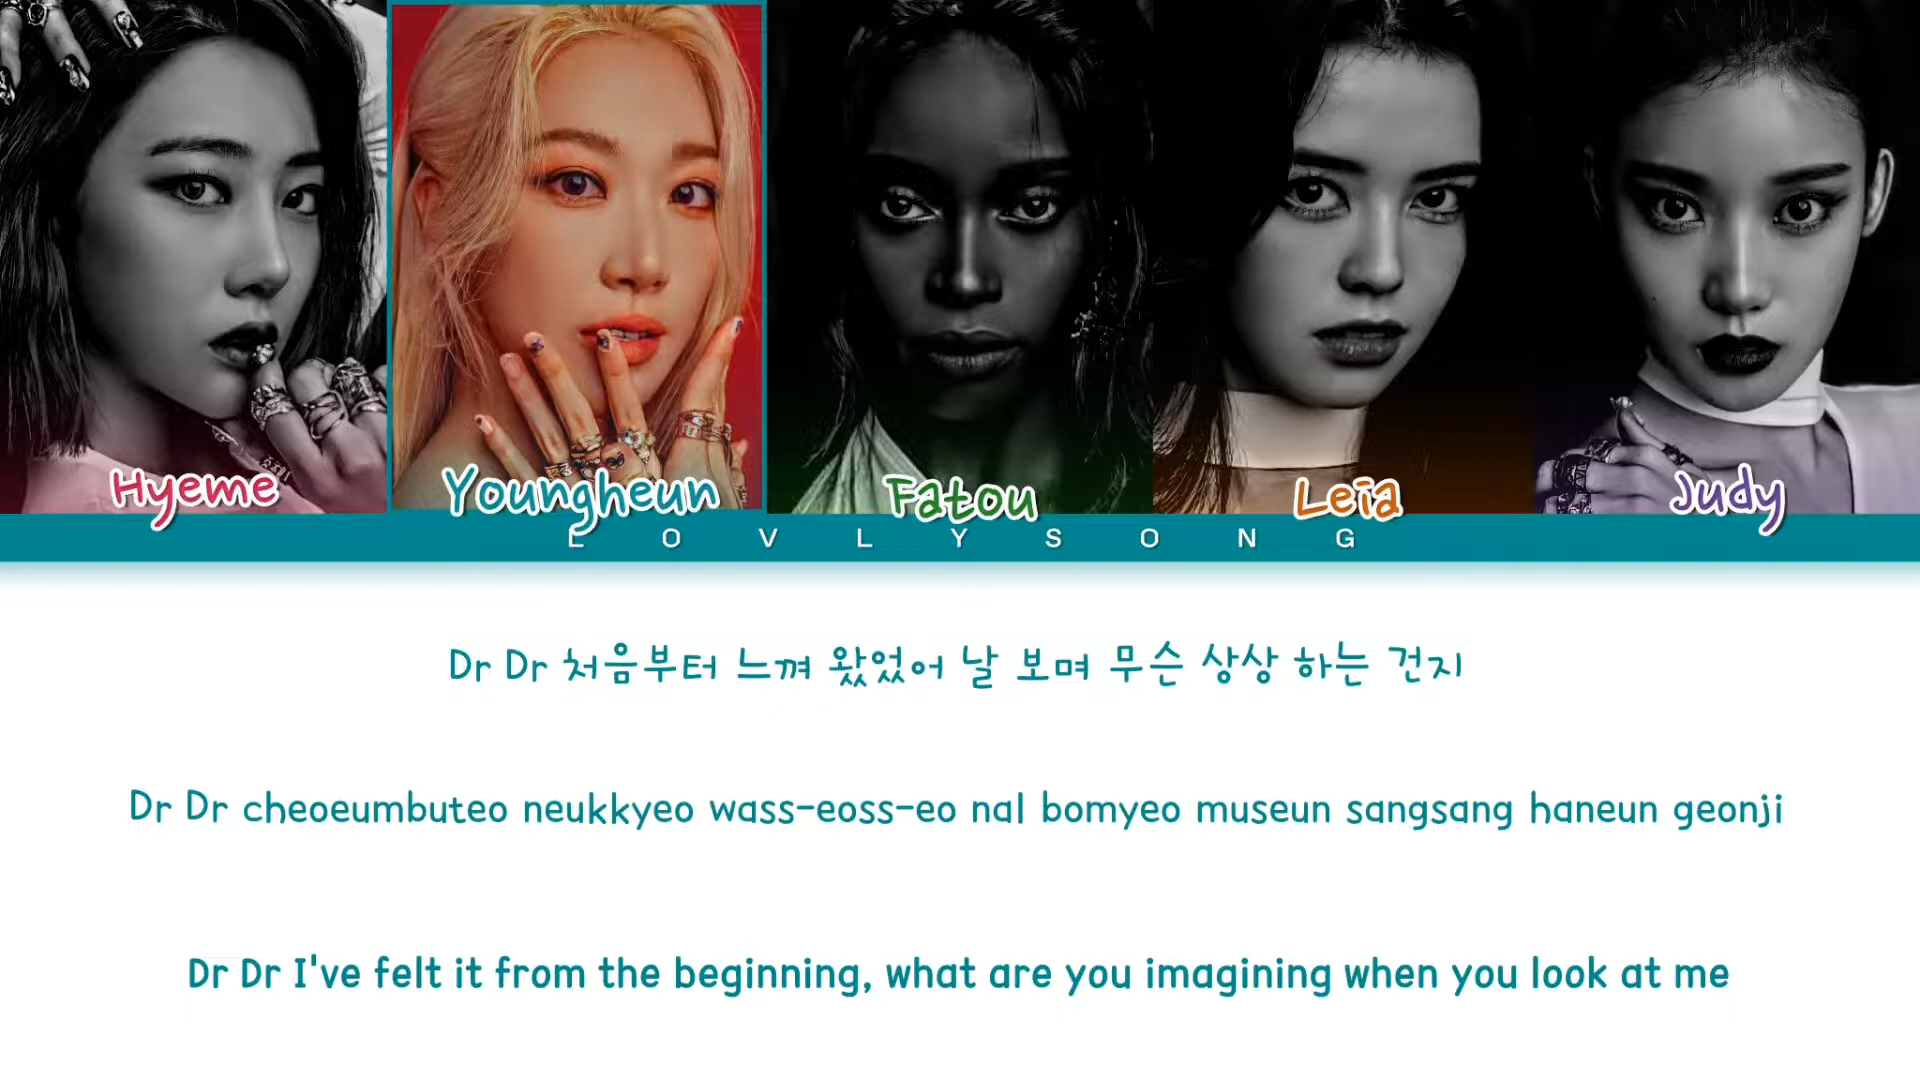 Hyeme Youngheun Fatou Leia Judy
LOVLYSONG
Dr Dr 처음부터 느껴 왔었어 날 보며 무슨 상상 하는 건지
Dr Dr cheoeumbuteo neukkyeo wass-eoss-eo nal bomyeo museun sangsang haneun geonji
Dr Dr I've felt it from the beginning, what are you imagining when you look at me